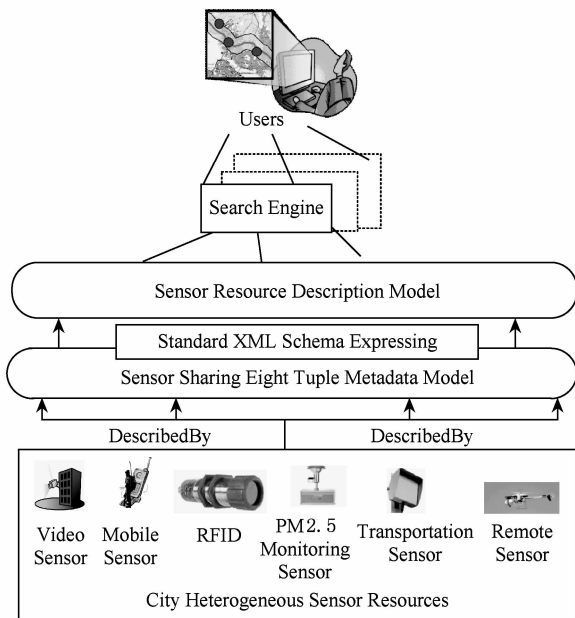 Users
Search Engine
Sensor Resource Description Model
Standard XML Schema Expressing
Sensor Sharing Eight Tuple Metadata Model
DescribedBy
DescribedBy
Video
Sensor
Mobile
Sensor
RFID
PM2.5
Monitoring
Sensor
Transportation
Sensor
Remote
Sensor
City Heterogeneous Sensor Resources